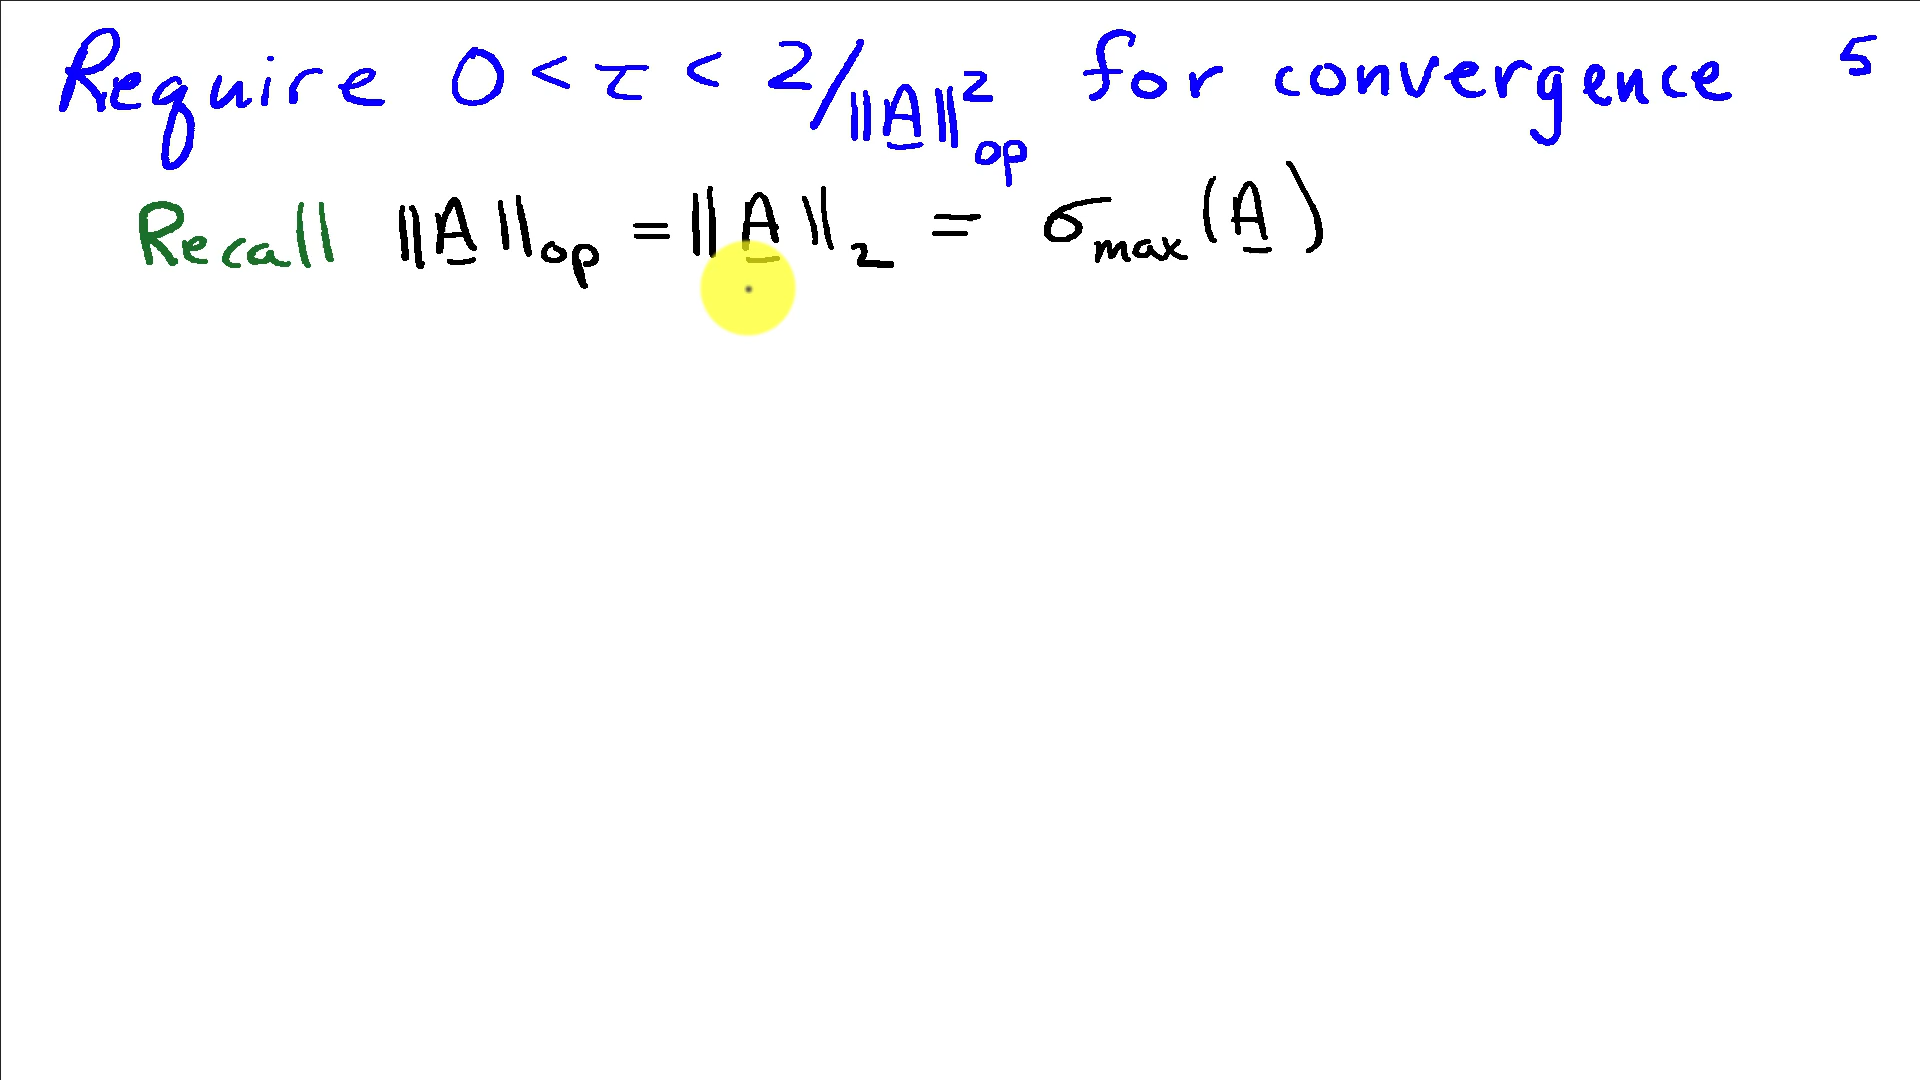 Require 0 < τ < 2/||A||²op for convergence 5
Recall ||A||op = ||A||₂ = σmax(A)